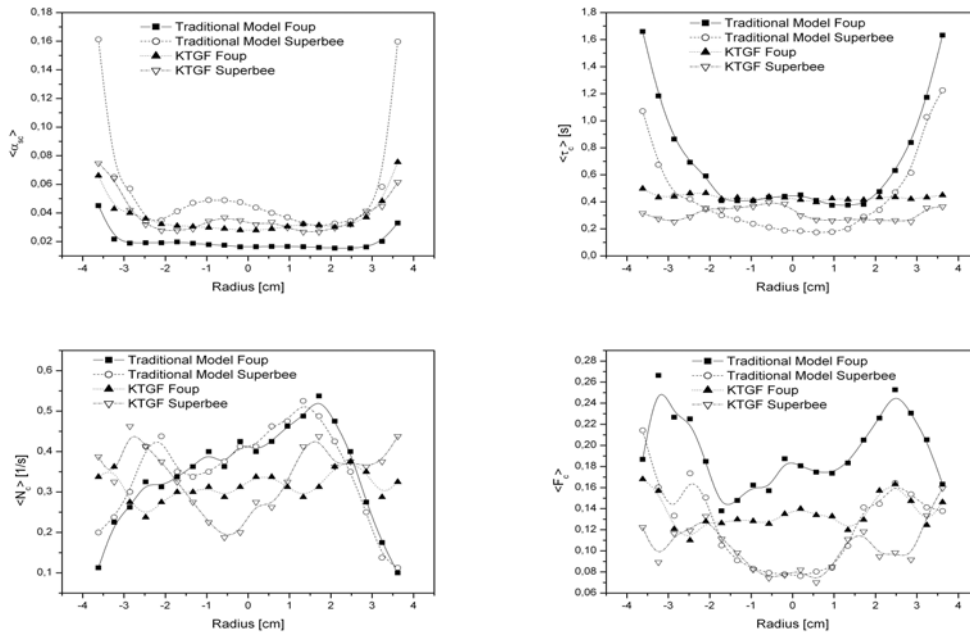 Traditional Model Foup
Traditional Model Superbee
KTGF Foup
KTGF Superbee
0,18
0,16
0,14
0,12
0,10
0,08
0,06
0,04
0,02
<α_sc>
-4 -3 -2 -1 0 1 2 3 4
Radius [cm]
Traditional Model Foup
Traditional Model Superbee
KTGF Foup
KTGF Superbee
1,8
1,6
1,4
1,2
1,0
0,8
0,6
0,4
0,2
0,0
<τ_c> [s]
-4 -3 -2 -1 0 1 2 3 4
Radius [cm]
Traditional Model Foup
Traditional Model Superbee
KTGF Foup
KTGF Superbee
0,6
0,5
0,4
0,3
0,2
0,1
<N_c> [1/s]
-4 -3 -2 -1 0 1 2 3 4
Radius [cm]
Traditional Model Foup
Traditional Model Superbee
KTGF Foup
KTGF Superbee
0,28
0,26
0,24
0,22
0,20
0,18
0,16
0,14
0,12
0,10
0,08
0,06
<F_c>
-4 -3 -2 -1 0 1 2 3 4
Radius [cm]